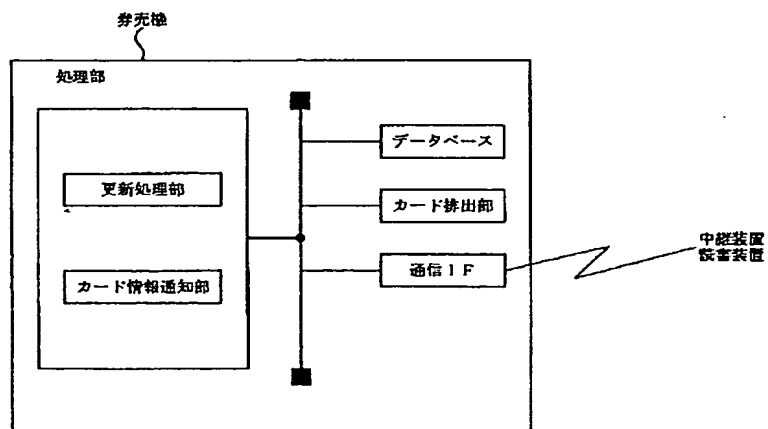 券売機
処理部
データベース
更新処理部
カード排出部
中継装置
読書装置
通信IF
カード情報通知部